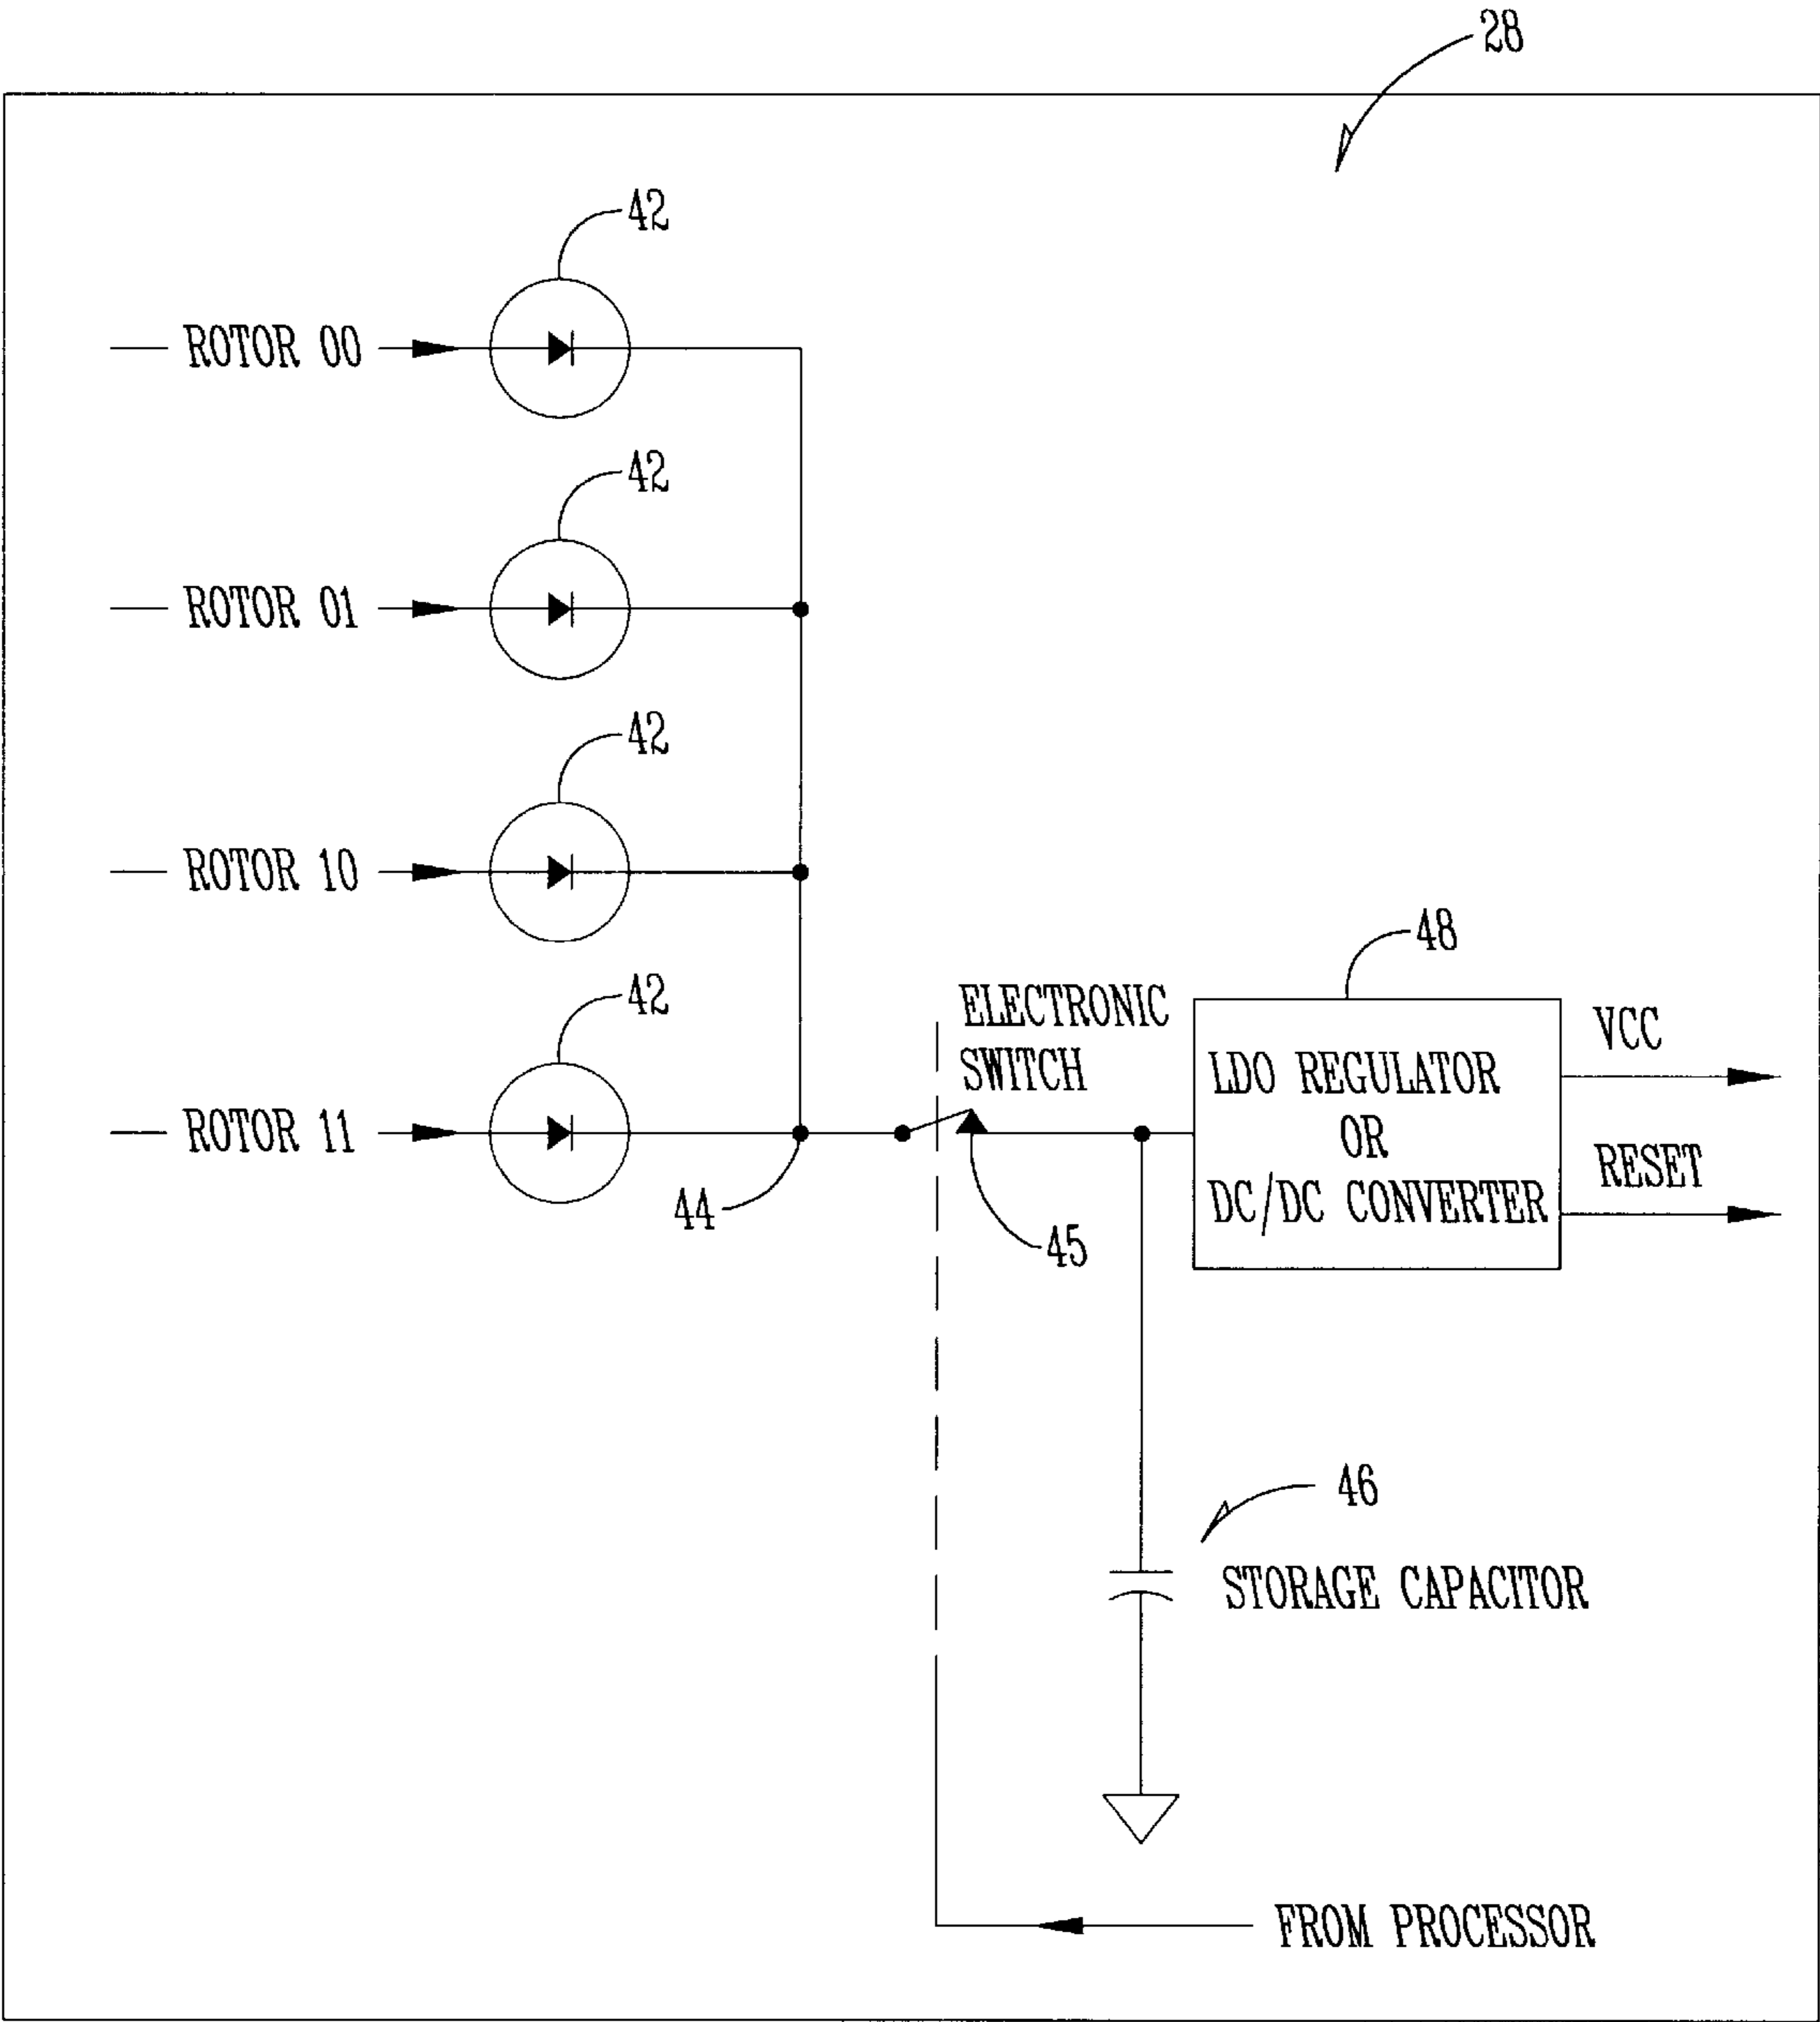 28
42
ROTOR 00
42
ROTOR 01
42
ROTOR 10
42
ROTOR 11
44
ELECTRONIC
SWITCH
45
48
LDO REGULATOR
OR
DC/DC CONVERTER
VCC
RESET
46
STORAGE CAPACITOR
FROM PROCESSOR